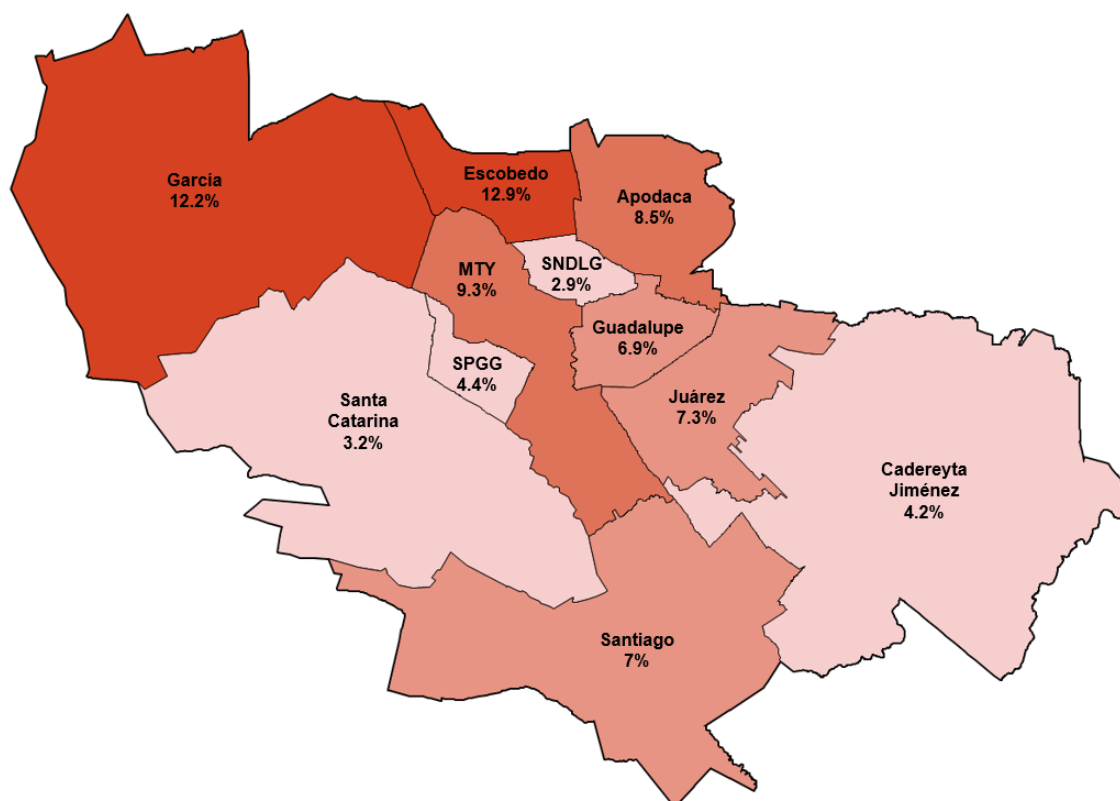 García
12.2%
Escobedo
12.9%
Apodaca
8.5%
MTY
9.3%
SNDLG
2.9%
Guadalupe
6.9%
SPGG
4.4%
Santa
Catarina
3.2%
Juárez
7.3%
Cadereyta
Jiménez
4.2%
Santiago
7%